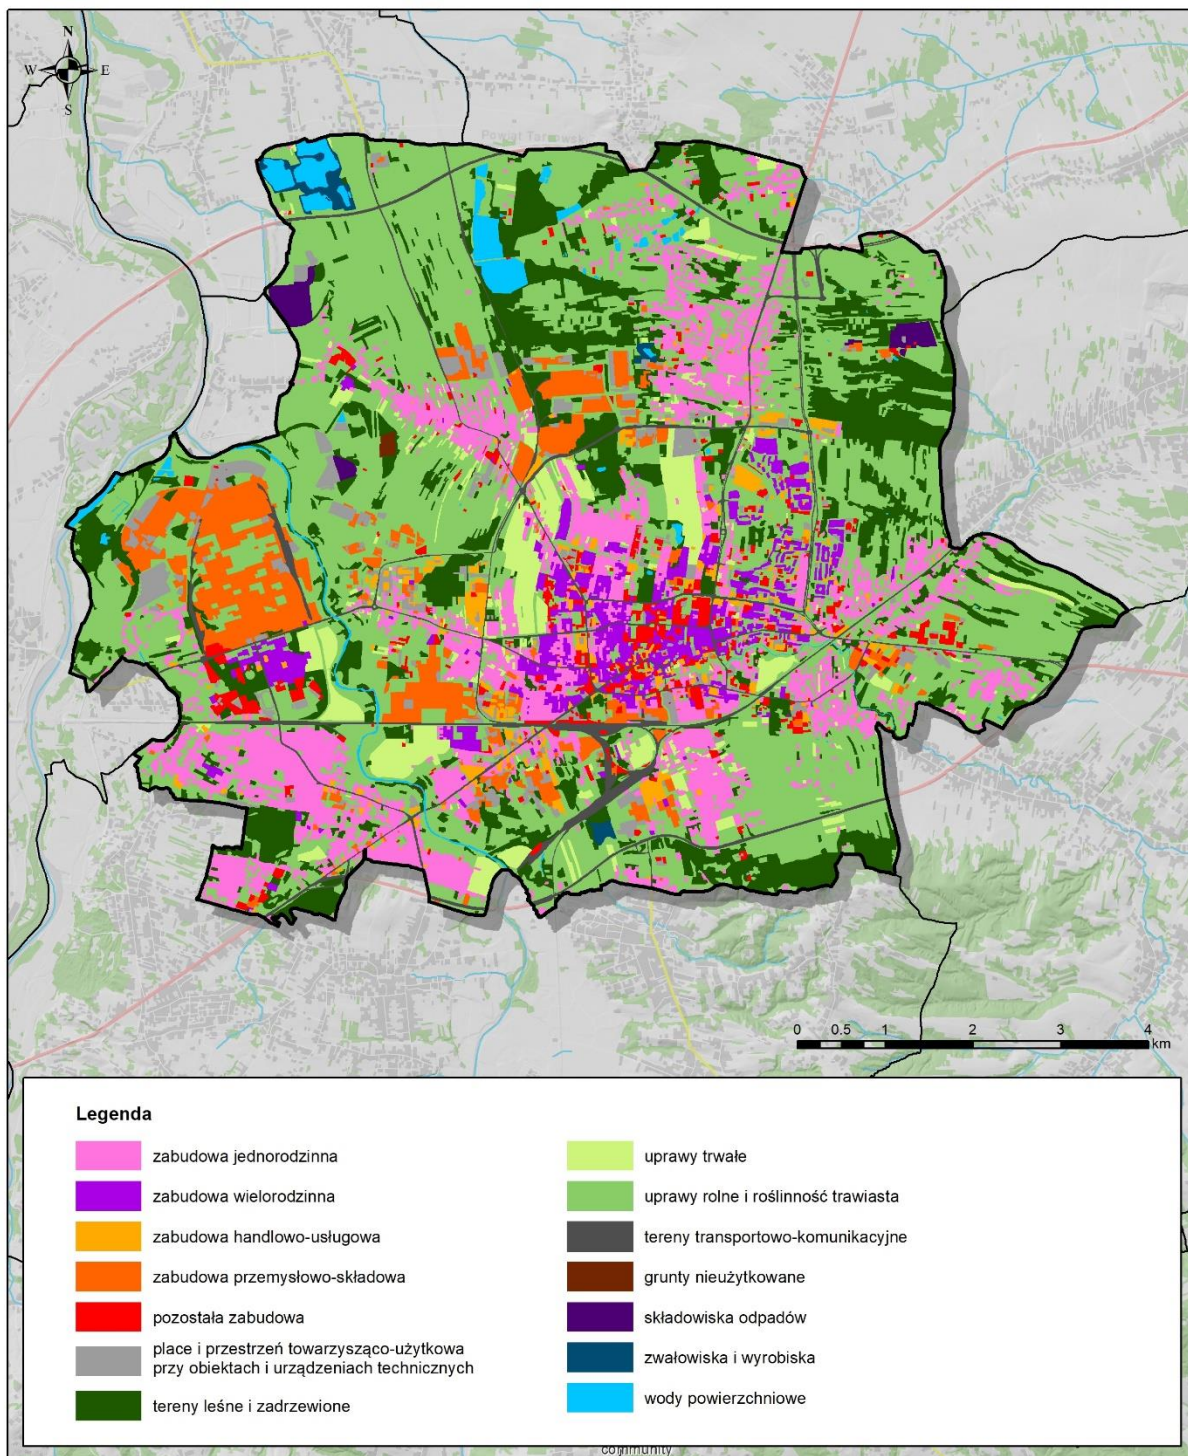 N
W E
S
Powiat Tarnowski
0 0.5 1 2 3 4
km
Legenda
zabudowa jednorodzinna
zabudowa wielorodzinna
zabudowa handlowo-usługowa
zabudowa przemysłowo-składowa
pozostała zabudowa
place i przestrzeń towarzysząco-użytkowa
przy obiektach i urządzeniach technicznych
tereny leśne i zadrzewione
uprawy trwałe
uprawy rolne i roślinność trawiasta
tereny transportowo-komunikacyjne
grunty nieużytkowane
składowiska odpadów
zwałowiska i wyrobiska
wody powierzchniowe
community